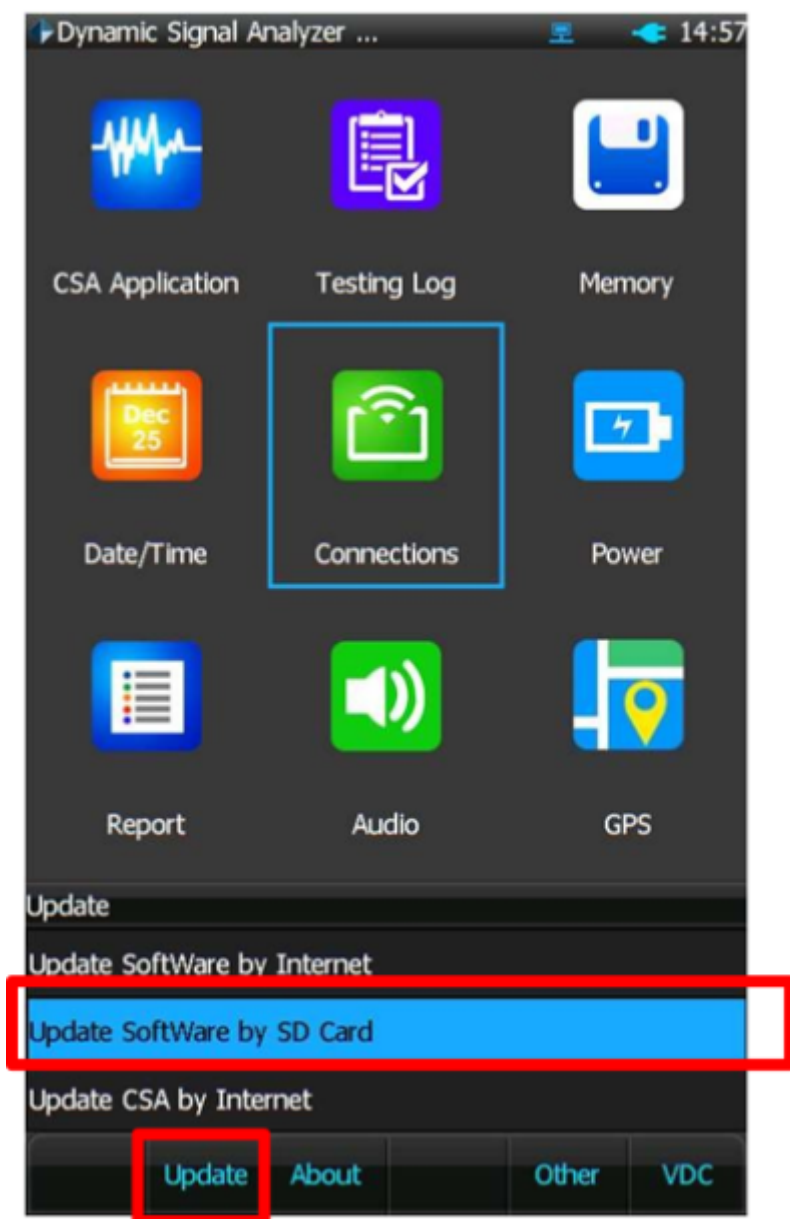 Dynamic Signal Analyzer ... 14:57
CSA Application Testing Log Memory
Dec
25
Date/Time Connections Power
Report Audio GPS
Update
Update SoftWare by Internet
Update SoftWare by SD Card
Update CSA by Internet
Update About Other VDC